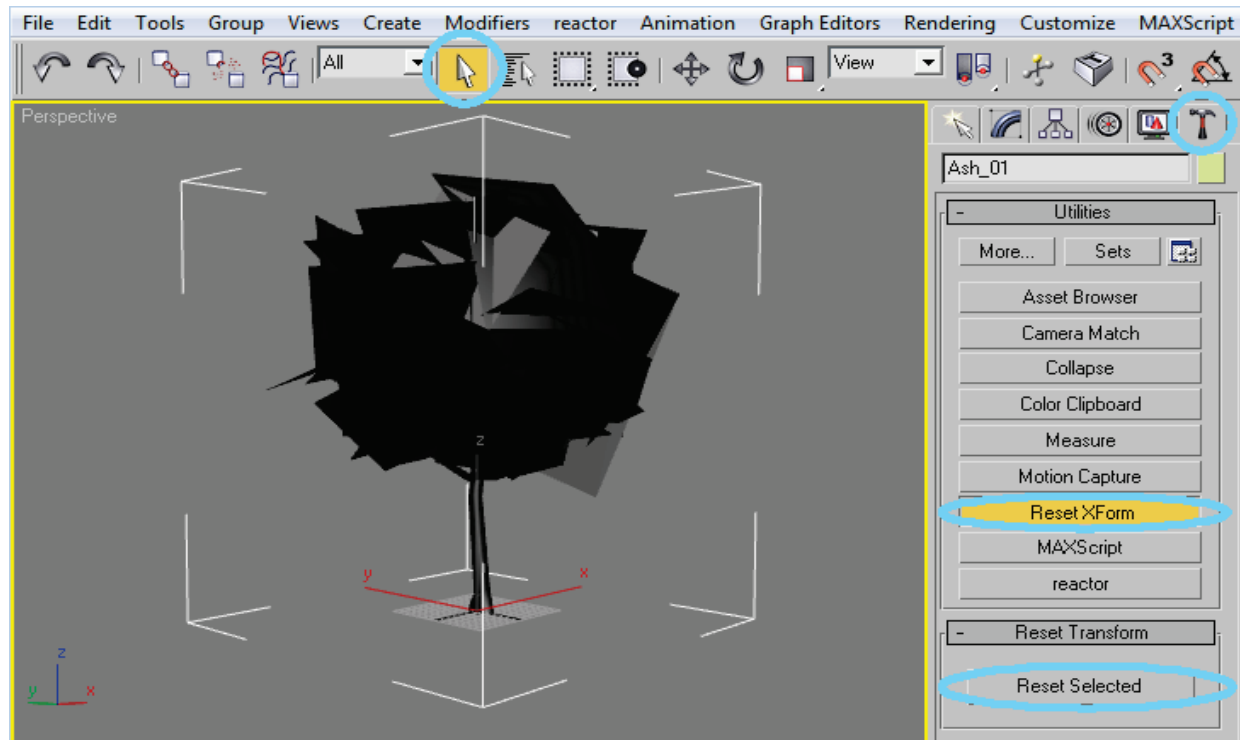 File Edit Tools Group Views Create Modifiers reactor Animation Graph Editors Rendering Customize MAXScript
All View 3
Perspective
Ash_01
- Utilities
More... Sets
Asset Browser
Camera Match
Collapse
Color Clipboard
Measure
Motion Capture
Reset XForm
MAXScript
reactor
- Reset Transform
Reset Selected
z
y x
z
y x